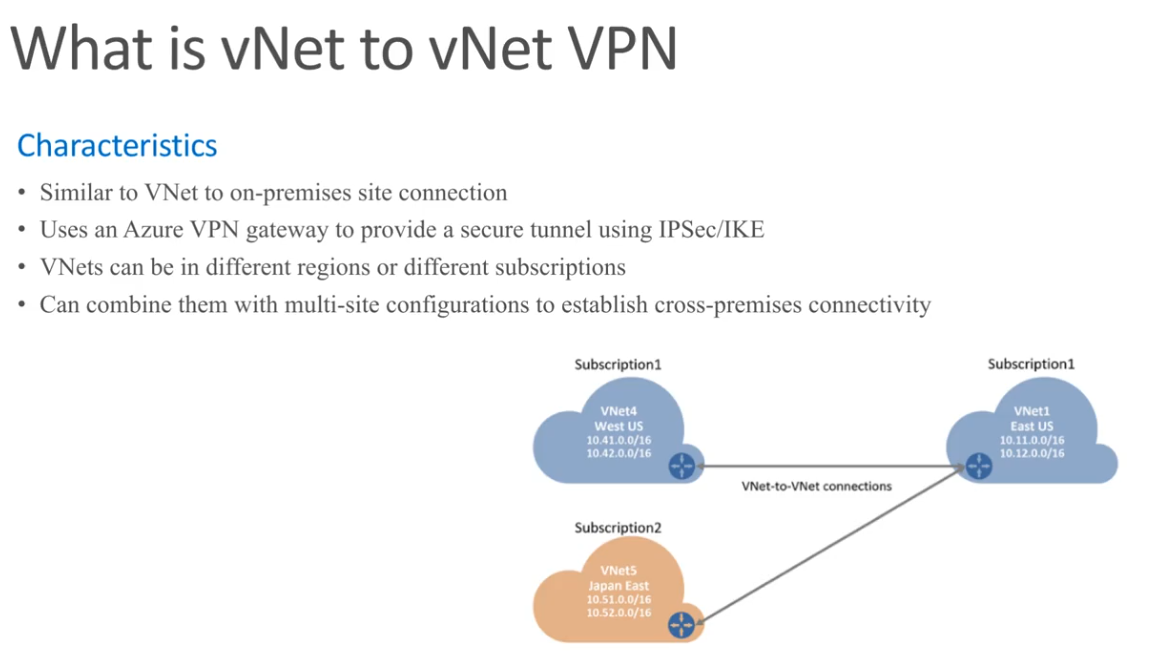 What is vNet to vNet VPN
Characteristics
• Similar to VNet to on-premises site connection
• Uses an Azure VPN gateway to provide a secure tunnel using IPSec/IKE
• VNets can be in different regions or different subscriptions
• Can combine them with multi-site configurations to establish cross-premises connectivity
Subscription1
VNet4
West US
10.41.0.0/16
10.42.0.0/16
Subscription1
VNet1
East US
10.11.0.0/16
10.12.0.0/16
VNet-to-VNet connections
Subscription2
VNet5
Japan East
10.51.0.0/16
10.52.0.0/16